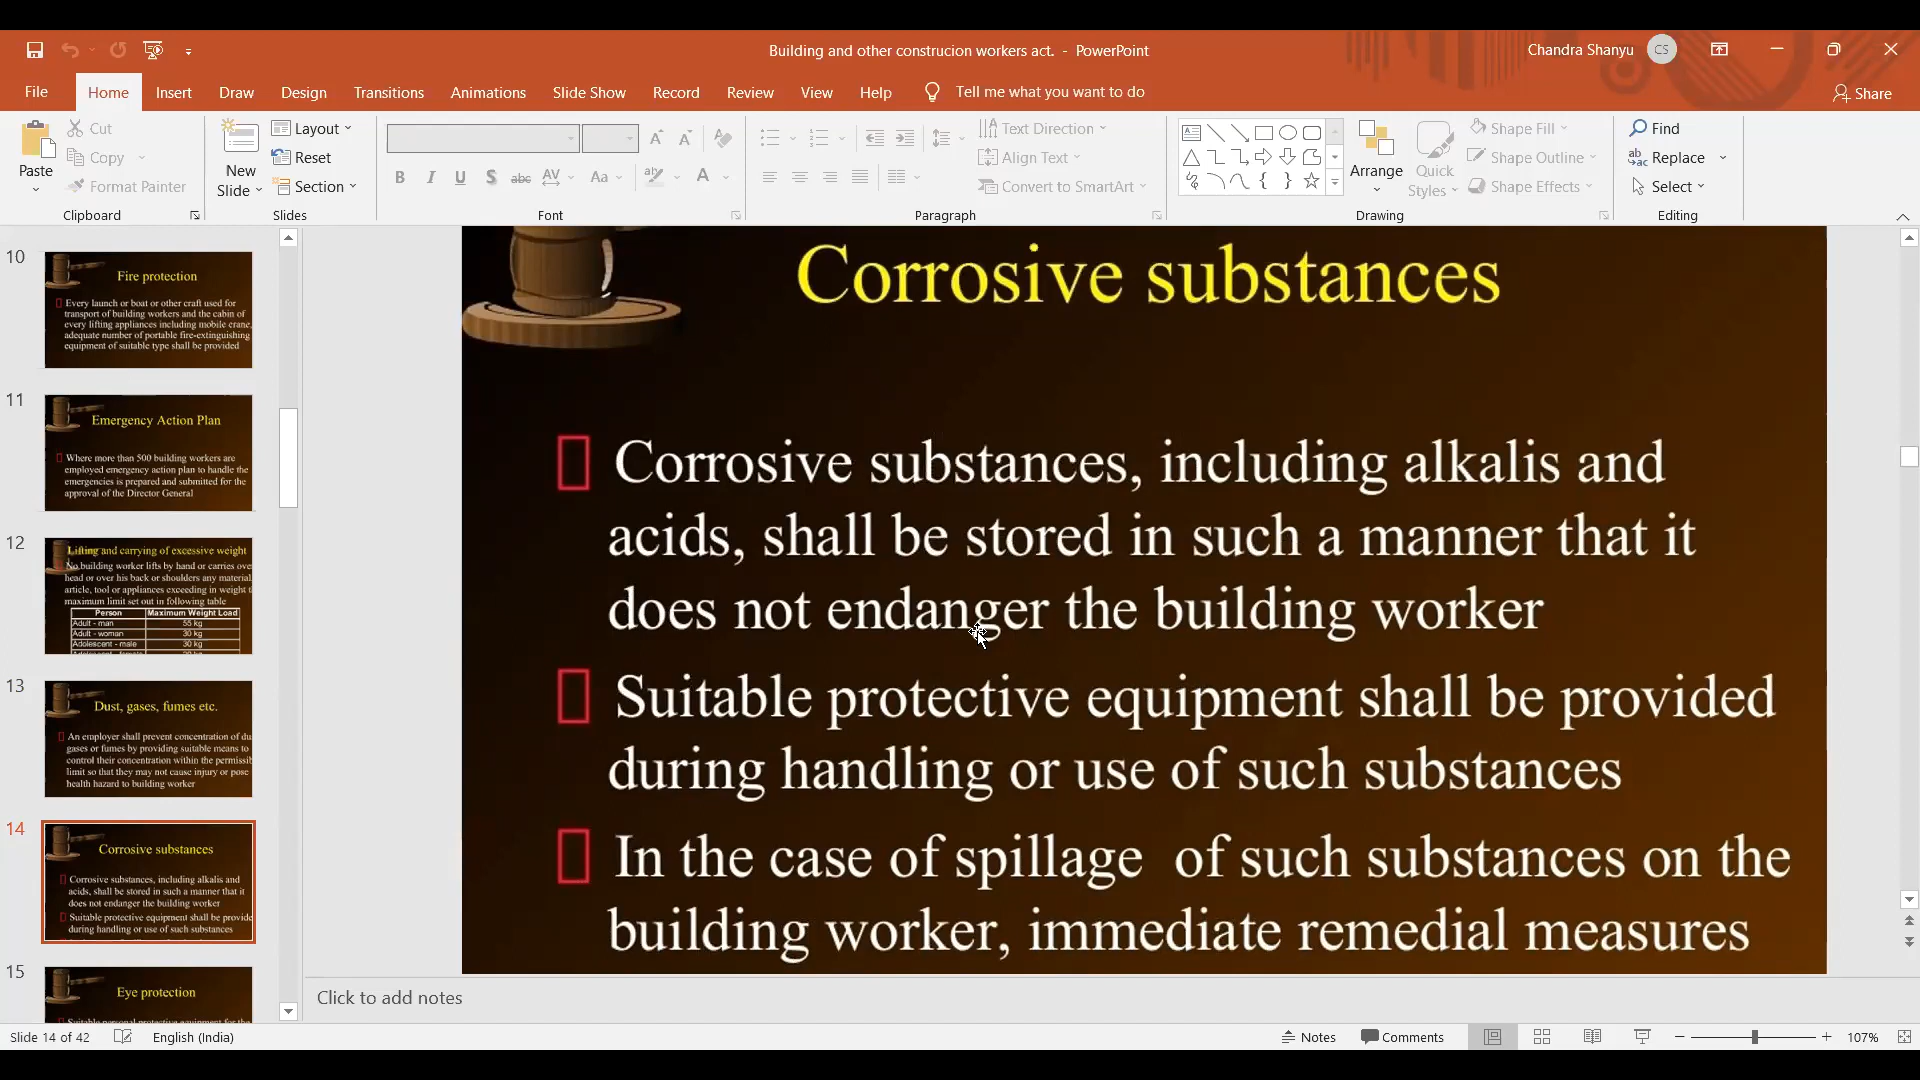 Building and other construcion workers act. - PowerPoint
Chandra Shanyu
CS
File
Home
Insert
Draw
Design
Transitions
Animations
Slide Show
Record
Review
View
Help
Tell me what you want to do
Share
Paste
Cut
Copy
Format Painter
Clipboard
New
Slide
Layout
Reset
Section
Slides
B I U S abc AV Aa A
Font
Text Direction
Align Text
Convert to SmartArt
Paragraph
Arrange
Quick
Styles
Shape Fill
Shape Outline
Shape Effects
Drawing
Find
Replace
Select
Editing
10
Fire protection
Every launch or boat or other craft used for
transport of building workers and the cabin of
every lifting appliances including mobile crane,
adequate number of portable fire-extinguishing
equipment of suitable type shall be provided
11
Emergency Action Plan
Where more than 500 building workers are
employed emergency action plan to handle the
emergencies is prepared and submitted for the
approval of the Director General
12
Lifting and carrying of excessive weight
No building worker lifts by hand or carries over
head or over his back or shoulders any material
article, tool or appliances exceeding in weight
maximum limit set out in following table
Person Maximum Weight Load
Adult - man 55 kg
Adult - woman 30 kg
Adolescent - male 30 kg
13
Dust, gases, fumes etc.
An employer shall prevent concentration of
gases or fumes by providing suitable means to
control their concentration within the
limit so that they may not cause injury or pose
health hazard to building worker
14
Corrosive substances
Corrosive substances, including alkalis and
acids, shall be stored in such a manner that it
does not endanger the building worker
Suitable protective equipment shall be provide
during handling or use of such substances
15
Eye protection
Corrosive substances
Corrosive substances, including alkalis and
acids, shall be stored in such a manner that it
does not endanger the building worker
Suitable protective equipment shall be provided
during handling or use of such substances
In the case of spillage of such substances on the
building worker, immediate remedial measures
Click to add notes
Slide 14 of 42
English (India)
Notes
Comments
107%